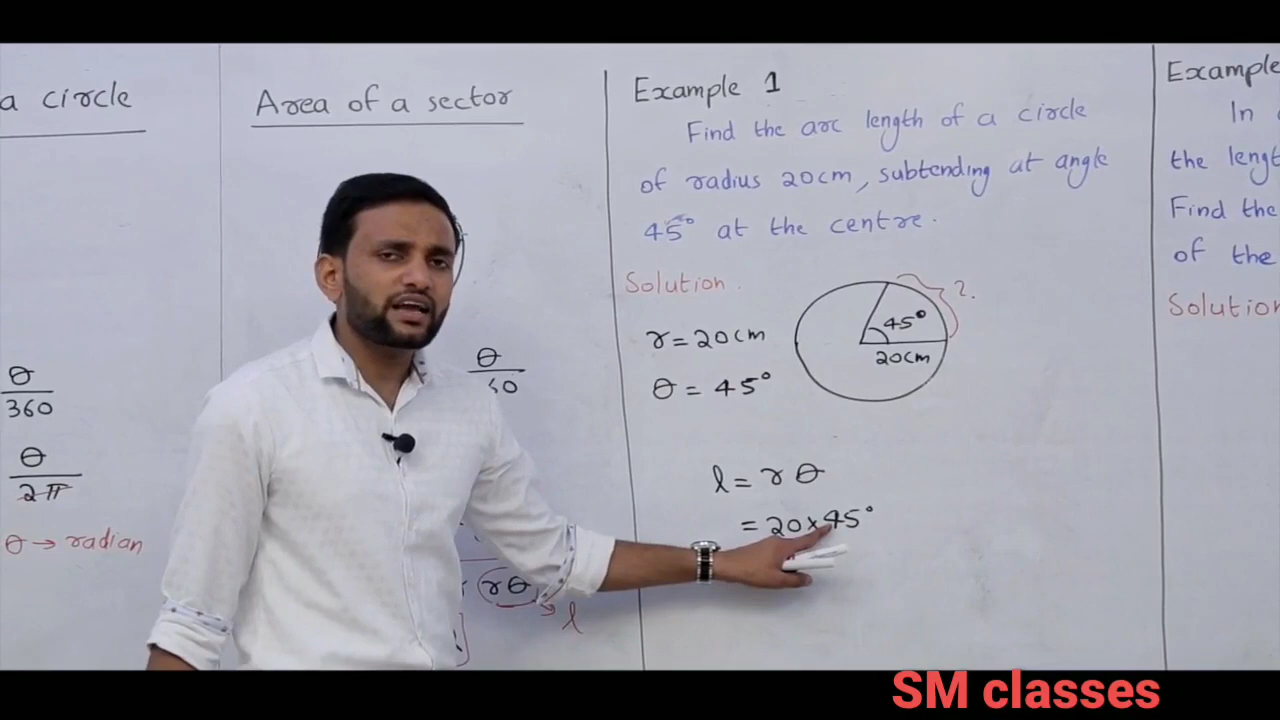 a circle
θ
360
θ
2π
θ → radian
Area of a sector
θ
rθ
l
Example 1
Find the arc length of a circle
of radius 20cm, subtending at angle
45° at the centre.
Solution.
r = 20cm
θ = 45°
45°
20cm
?
l = rθ
= 20×45°
Example
In
the
Find the
of the
Solution
SM classes